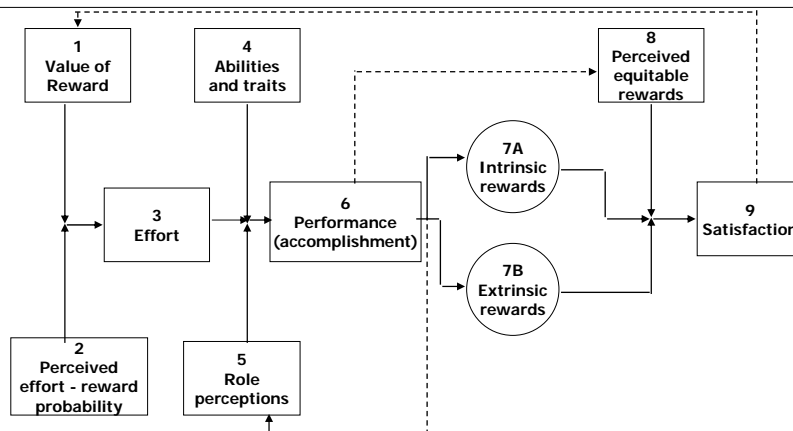 1
Value of
Reward
4
Abilities
and traits
8
Perceived
equitable
rewards
7A
Intrinsic
rewards
3
Effort
6
Performance
(accomplishment)
9
Satisfaction
7B
Extrinsic
rewards
2
Perceived
effort - reward
probability
5
Role
perceptions